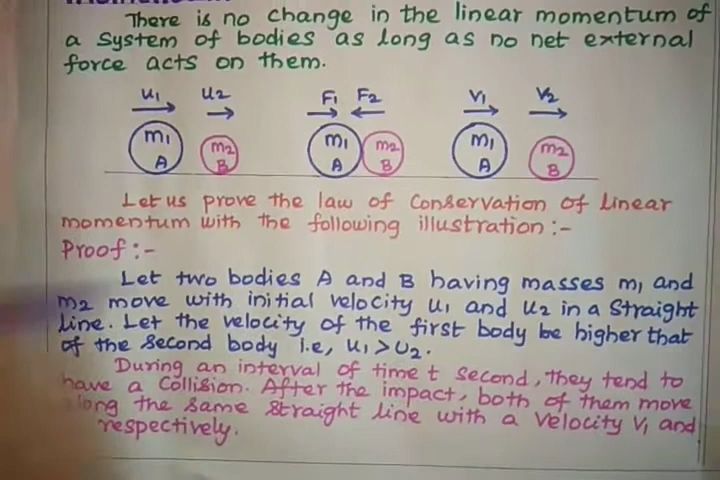 There is no change in the linear momentum of
a system of bodies as long as no net external
force acts on them.
u1 u2 F1 F2 V1 V2
m1 m2 m1 m2 m1 m2
A B A B A B
Let us prove the law of Conservation of linear
momentum with the following illustration :-
Proof :-
Let two bodies A and B having masses m1 and
m2 move with initial velocity u1 and u2 in a straight
line. Let the velocity of the first body be higher that
of the second body i.e, u1 > u2.
During an interval of time t second, they tend to
have a Collision. After the impact, both of them move
the same straight line with a velocity V1 and
respectively.